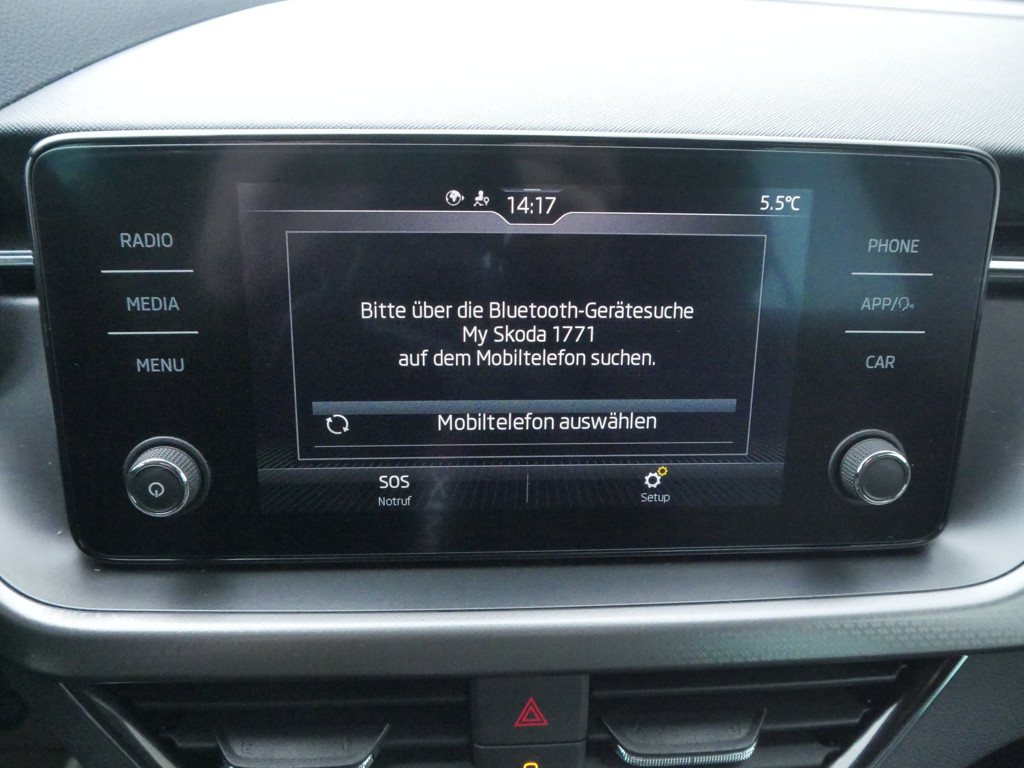 14:17
5.5°C
RADIO
MEDIA
MENU
Bitte über die Bluetooth-Gerätesuche
My Skoda 1771
auf dem Mobiltelefon suchen.
Mobiltelefon auswählen
SOS
Notruf
Setup
PHONE
APP/
CAR